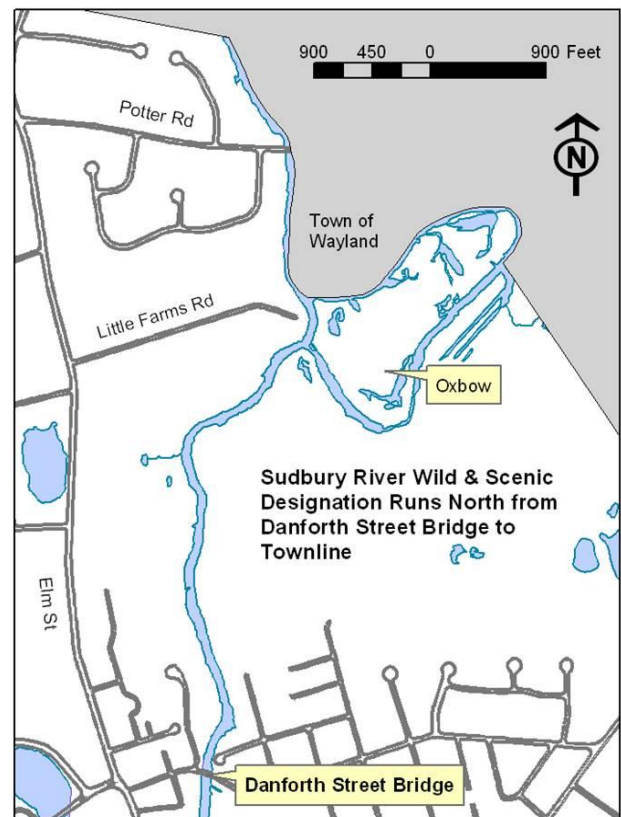 900 450 0 900 Feet
Potter Rd
N
Town of
Wayland
Little Farms Rd
Oxbow
Sudbury River Wild & Scenic
Designation Runs North from
Danforth Street Bridge to
Townline
Elm St
Danforth Street Bridge